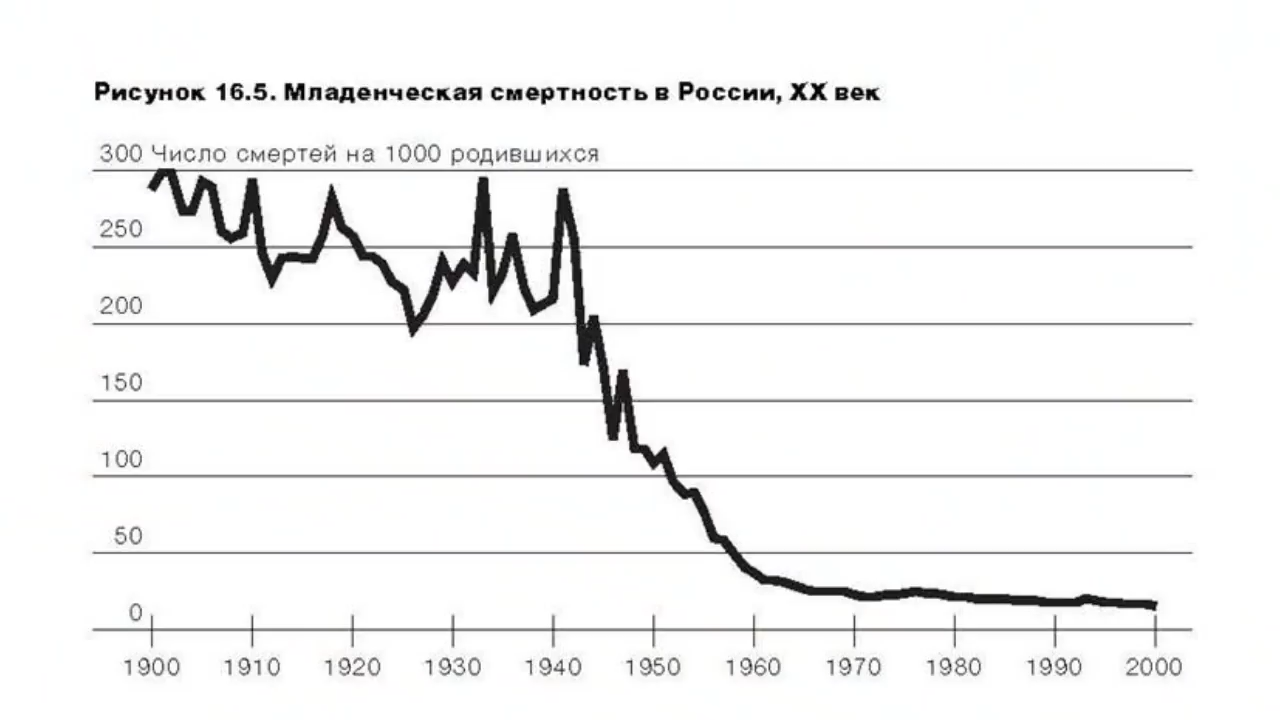 Рисунок 16.5. Младенческая смертность в России, XX век
300 Число смертей на 1000 родившихся
250
200
150
100
50
0
1900 1910 1920 1930 1940 1950 1960 1970 1980 1990 2000